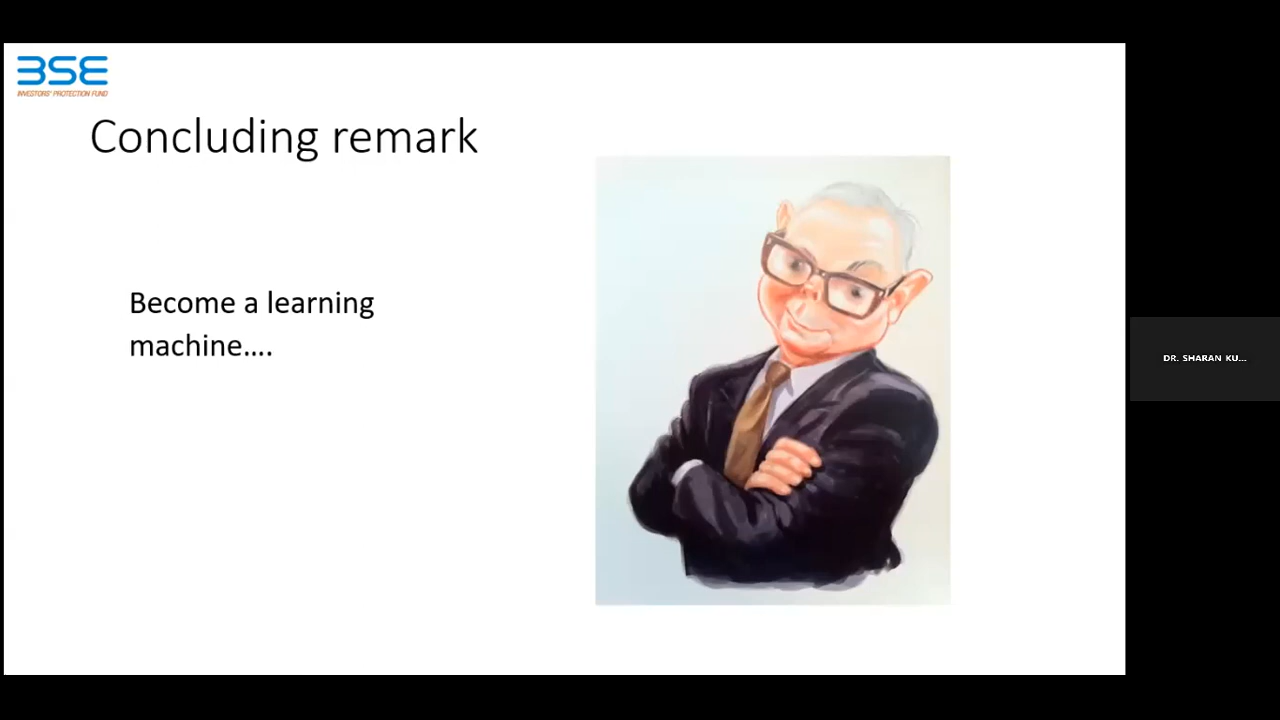 BSE
INVESTORS' PROTECTION FUND
Concluding remark
Become a learning
machine....
DR. SHARAN KU...